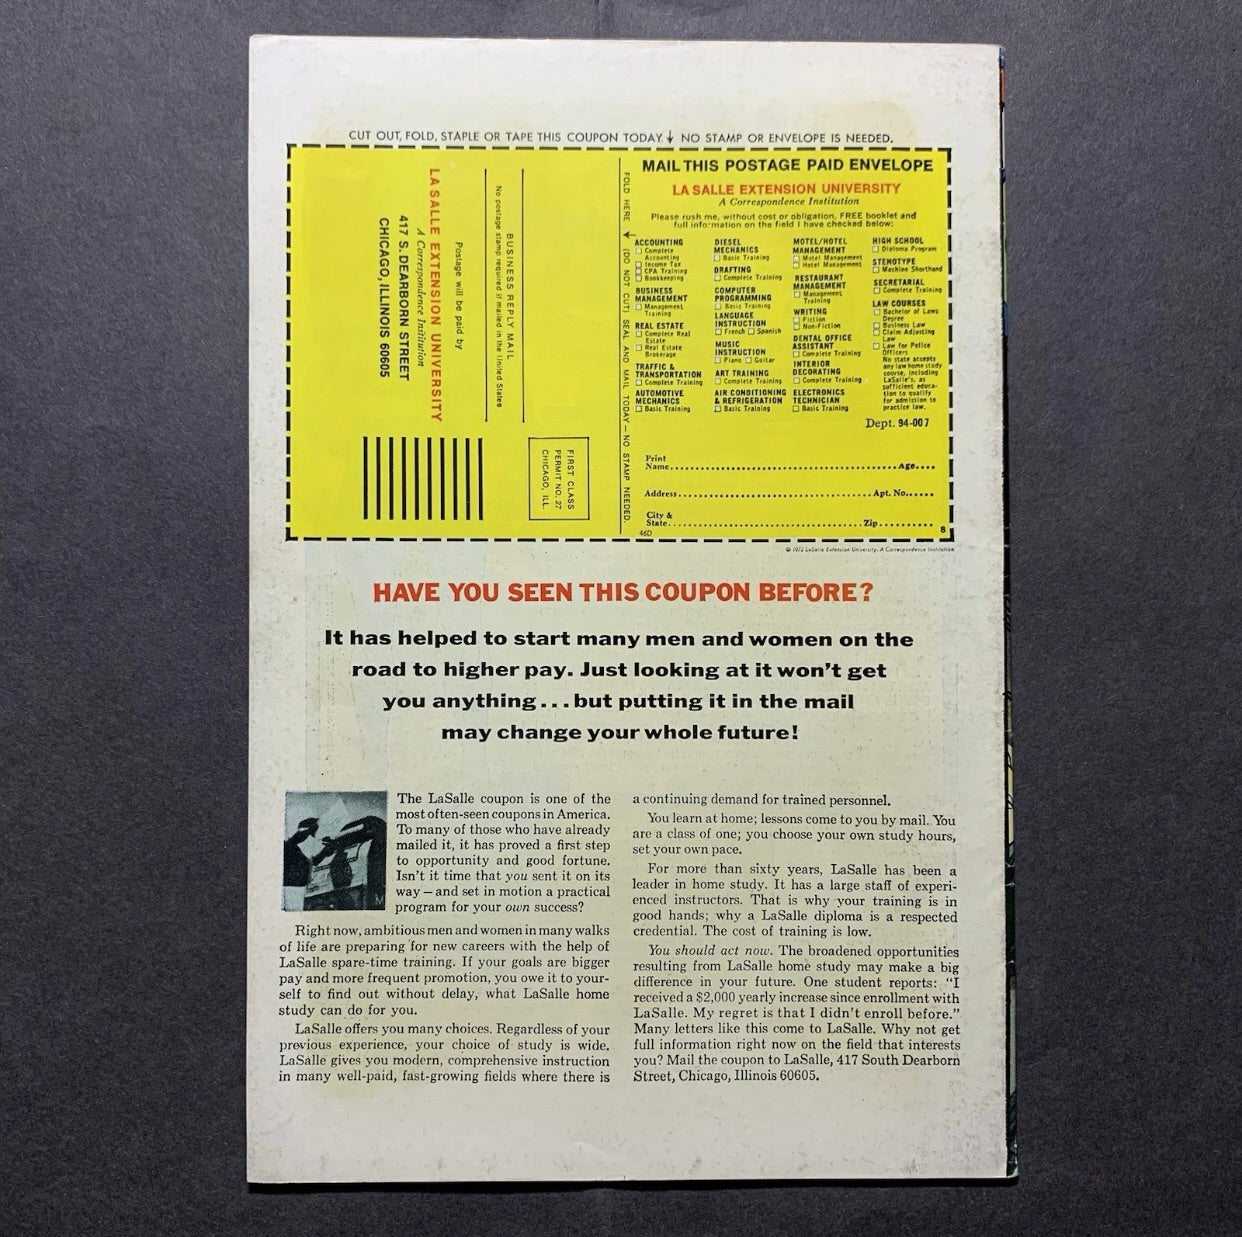 CUT OUT, FOLD, STAPLE OR TAPE THIS COUPON TODAY. NO STAMP OR ENVELOPE IS NEEDED.
LA SALLE EXTENSION UNIVERSITY
A Correspondence Institution
417 S. DEARBORN STREET
CHICAGO, ILLINOIS 60605
Postage will be paid by
BUSINESS REPLY MAIL
No postage stamp required if mailed in the United States
FIRST CLASS
PERMIT NO. 27
CHICAGO, ILL.
FOLD HERE (DO NOT CUT) SEAL AND MAIL TODAY — NO STAMP NEEDED.
MAIL THIS POSTAGE PAID ENVELOPE
LA SALLE EXTENSION UNIVERSITY
A Correspondence Institution
Please rush me, without cost or obligation, FREE booklet and
full information on the field I have checked below:
ACCOUNTING
Complete
Accounting
Income Tax
CPA Training
Bookkeeping
BUSINESS
MANAGEMENT
Management
Training
REAL ESTATE
Complete Real
Estate
Real Estate
Brokerage
TRAFFIC &
TRANSPORTATION
Complete Training
AUTOMOTIVE
MECHANICS
Basic Training
DIESEL
MECHANICS
Basic Training
DRAFTING
Complete Training
COMPUTER
PROGRAMMING
Basic Training
LANGUAGE
INSTRUCTION
French Spanish
MUSIC
INSTRUCTION
Piano Guitar
ART TRAINING
Complete Training
AIR CONDITIONING
& REFRIGERATION
Basic Training
MOTEL/HOTEL
MANAGEMENT
Motel Management
Hotel Management
RESTAURANT
MANAGEMENT
Management
Training
WRITING
Fiction
Non-Fiction
DENTAL OFFICE
ASSISTANT
Complete Training
INTERIOR
DECORATING
Complete Training
ELECTRONICS
TECHNICIAN
Basic Training
HIGH SCHOOL
Diploma Program
STENOTYPE
Machine Shorthand
SECRETARIAL
Complete Training
LAW COURSES
Bachelor of Laws
Degree
Business Law
Claim Adjusting
Law
Law for Police
Officers
No state accepts
any law home study
course, including
LaSalle's, as
sufficient educa-
tion to qualify
for admission to
practice law.
Dept. 94-007
Print
Name Age
Address Apt. No.
City &
State Zip
46D
8
© 1972 LaSalle Extension University, A Correspondence Institution
HAVE YOU SEEN THIS COUPON BEFORE?
It has helped to start many men and women on the
road to higher pay. Just looking at it won't get
you anything...but putting it in the mail
may change your whole future!
The LaSalle coupon is one of the
most often-seen coupons in America.
To many of those who have already
mailed it, it has proved a first step
to opportunity and good fortune.
Isn't it time that you sent it on its
way — and set in motion a practical
program for your own success?
Right now, ambitious men and women in many walks
of life are preparing for new careers with the help of
LaSalle spare-time training. If your goals are bigger
pay and more frequent promotion, you owe it to your-
self to find out without delay, what LaSalle home
study can do for you.
LaSalle offers you many choices. Regardless of your
previous experience, your choice of study is wide.
LaSalle gives you modern, comprehensive instruction
in many well-paid, fast-growing fields where there is
a continuing demand for trained personnel.
You learn at home; lessons come to you by mail. You
are a class of one; you choose your own study hours,
set your own pace.
For more than sixty years, LaSalle has been a
leader in home study. It has a large staff of experi-
enced instructors. That is why your training is in
good hands; why a LaSalle diploma is a respected
credential. The cost of training is low.
You should act now. The broadened opportunities
resulting from LaSalle home study may make a big
difference in your future. One student reports: "I
received a $2,000 yearly increase since enrollment with
LaSalle. My regret is that I didn't enroll before."
Many letters like this come to LaSalle. Why not get
full information right now on the field that interests
you? Mail the coupon to LaSalle, 417 South Dearborn
Street, Chicago, Illinois 60605.